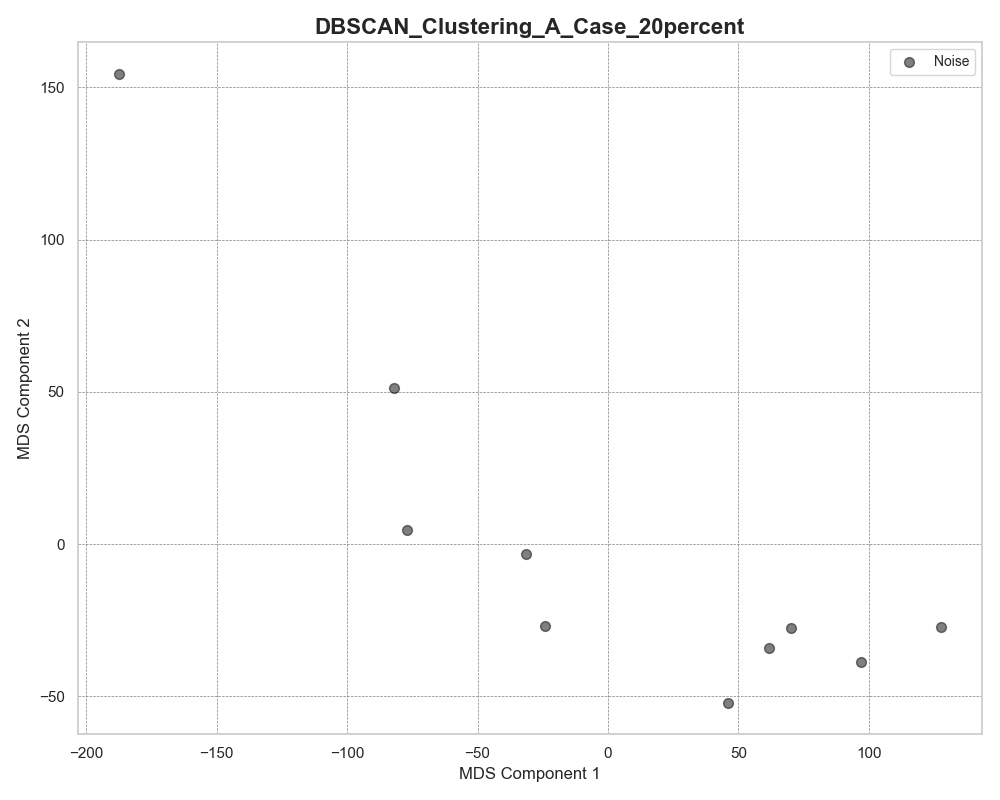 DBSCAN_Clustering_A_Case_20percent
Noise
150
100
50
0
−50
MDS Component 2
−200 −150 −100 −50 0 50 100
MDS Component 1